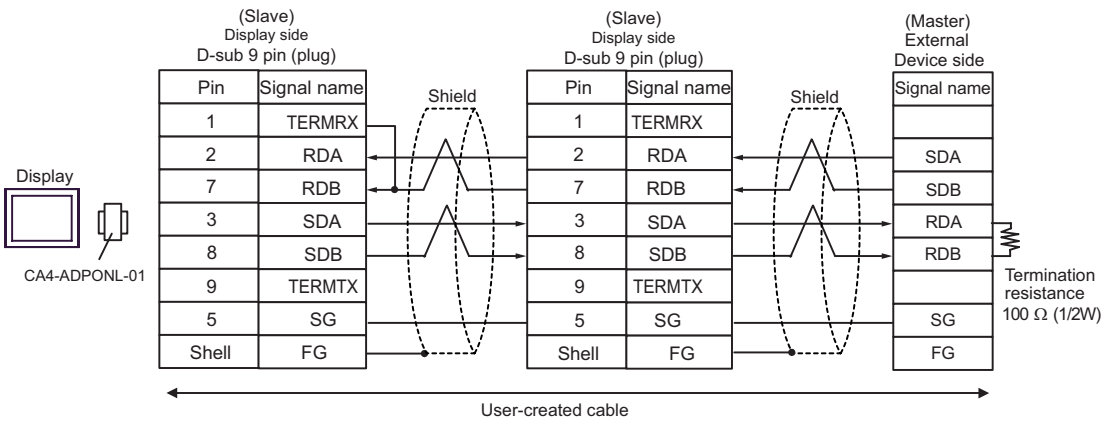 (Slave)
Display side
D-sub 9 pin (plug)
(Slave)
Display side
D-sub 9 pin (plug)
(Master)
External
Device side
Pin Signal name
Shield
Pin Signal name
Shield
Signal name
1 TERMRX
1 TERMRX
2 RDA
2 RDA
SDA
7 RDB
7 RDB
SDB
3 SDA
3 SDA
RDA
8 SDB
8 SDB
RDB
9 TERMTX
9 TERMTX
5 SG
5 SG
SG
Shell FG
Shell FG
FG
Display
CA4-ADPONL-01
Termination
resistance
100 Ω (1/2W)
User-created cable